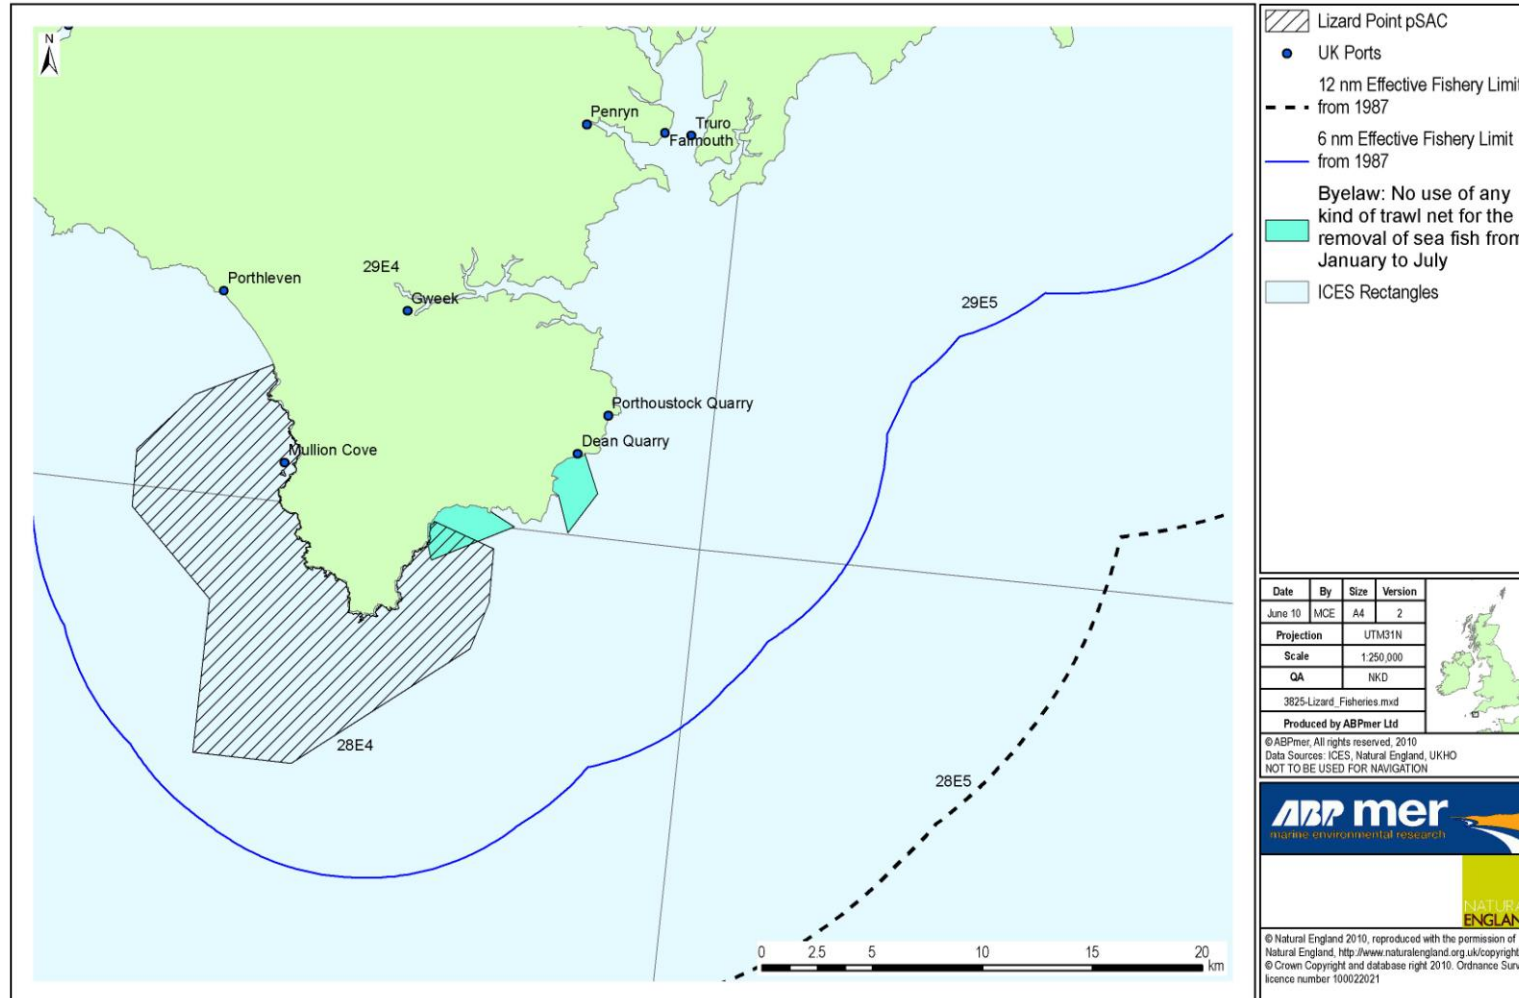 N
Penryn
Truro
Falmouth
29E4
Porthleven
Gweek
29E5
Porthoustock Quarry
Dean Quarry
Mullion Cove
28E4
28E5
0 2.5 5 10 15 20
km
Lizard Point pSAC
UK Ports
12 nm Effective Fishery Limit
from 1987
6 nm Effective Fishery Limit
from 1987
Byelaw: No use of any
kind of trawl net for the
removal of sea fish from
January to July
ICES Rectangles
Date By Size Version
June 10 MCE A4 2
Projection UTM31N
Scale 1:250,000
QA NKD
3825-Lizard_Fisheries.mxd
Produced by ABPmer Ltd
© ABPmer, All rights reserved, 2010
Data Sources: ICES, Natural England, UKHO
NOT TO BE USED FOR NAVIGATION
ABP mer
marine environmental research
NATURA
ENGLAN
© Natural England 2010, reproduced with the permission of
Natural England, http://www.naturalengland.org.uk/copyright
© Crown Copyright and database right 2010. Ordnance Surv
licence number 100022021